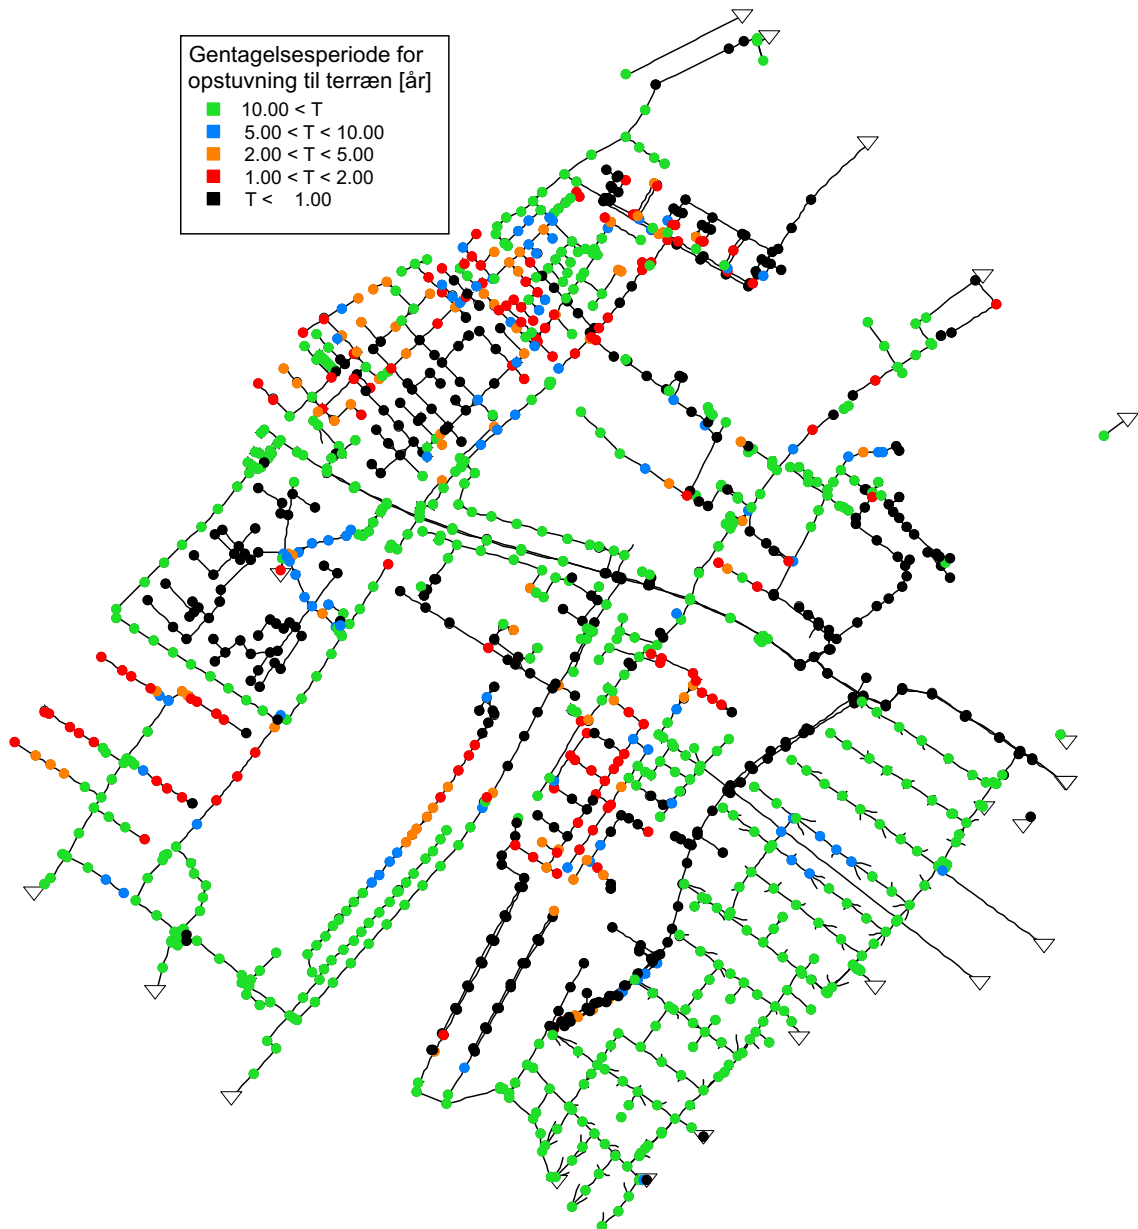 Gentagelsesperiode for
opstuvning til terræn [år]
10.00 < T
5.00 < T < 10.00
2.00 < T < 5.00
1.00 < T < 2.00
T < 1.00